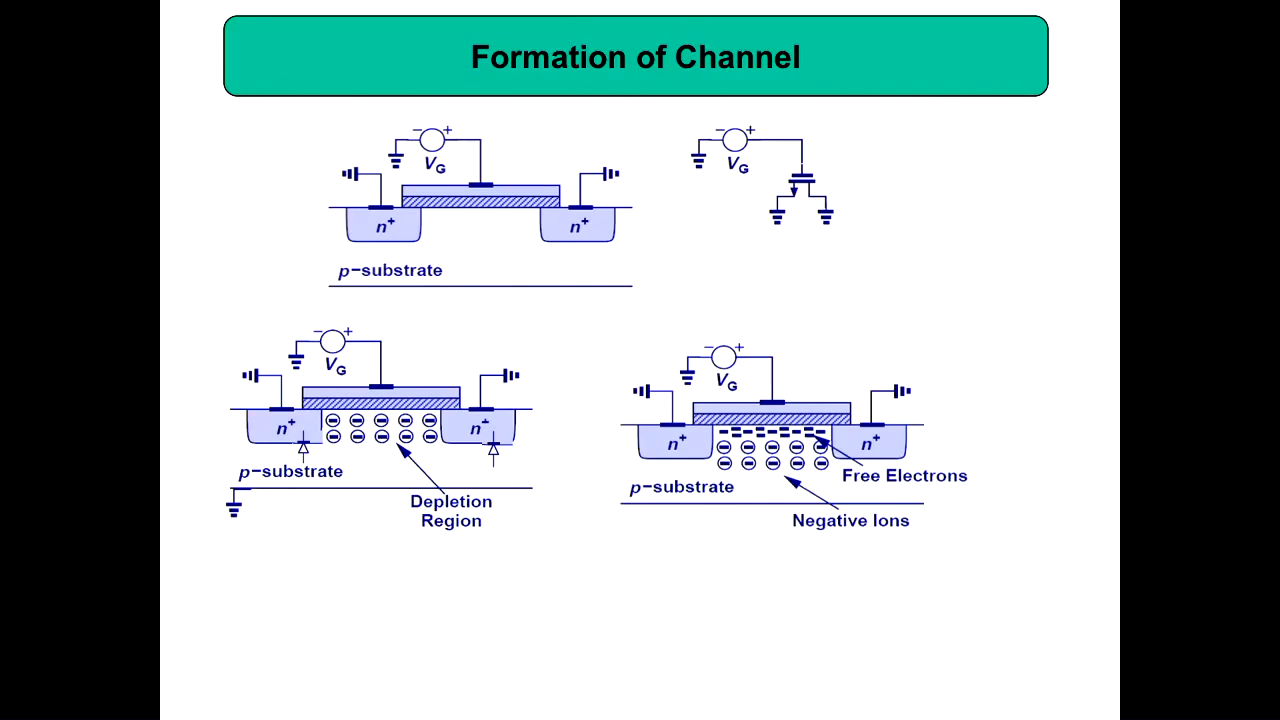 Formation of Channel
− +
V_G
n⁺
n⁺
p−substrate
− +
V_G
− +
V_G
n⁺
n⁺
p−substrate
Depletion
Region
− +
V_G
n⁺
n⁺
p−substrate
Free Electrons
Negative Ions